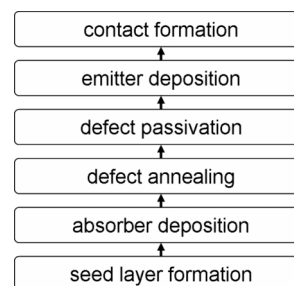 contact formation
emitter deposition
defect passivation
defect annealing
absorber deposition
seed layer formation